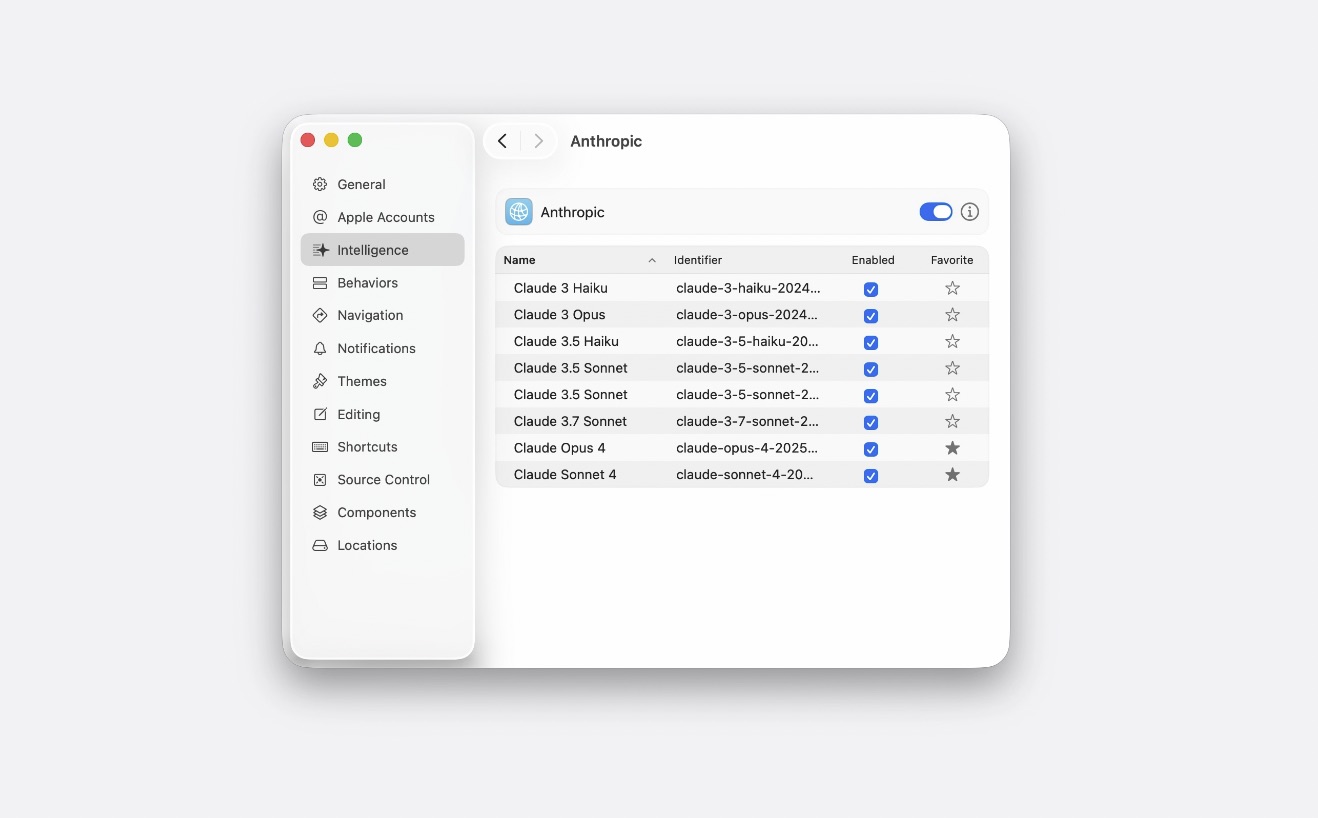 Anthropic
General
Apple Accounts
Intelligence
Behaviors
Navigation
Notifications
Themes
Editing
Shortcuts
Source Control
Components
Locations
Anthropic
Name Identifier Enabled Favorite
Claude 3 Haiku claude-3-haiku-2024...
Claude 3 Opus claude-3-opus-2024...
Claude 3.5 Haiku claude-3-5-haiku-20...
Claude 3.5 Sonnet claude-3-5-sonnet-2...
Claude 3.5 Sonnet claude-3-5-sonnet-2...
Claude 3.7 Sonnet claude-3-7-sonnet-2...
Claude Opus 4 claude-opus-4-2025...
Claude Sonnet 4 claude-sonnet-4-20...